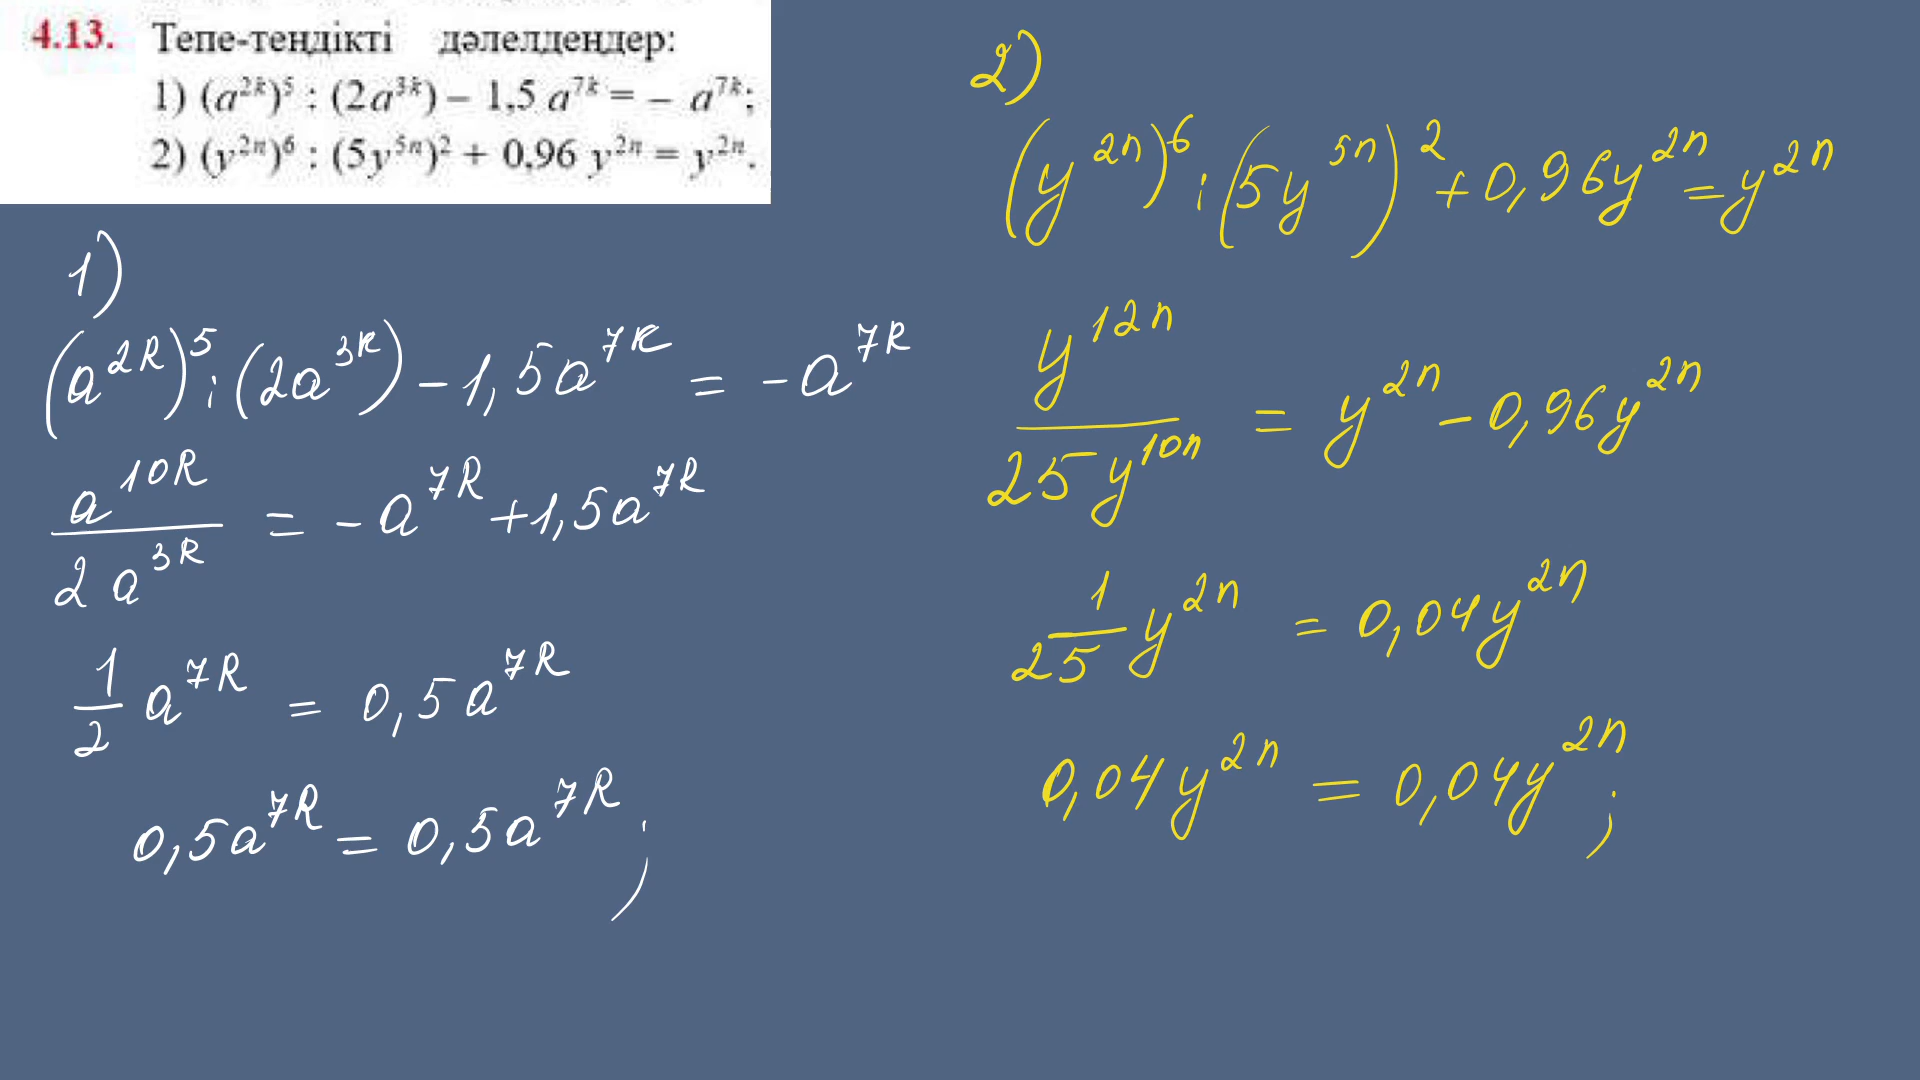 4.13. Тепе-теңдікті дәлелдеңдер:
1) (a^{2k})^5 : (2a^{3k}) – 1,5 a^{7k} = – a^{7k};
2) (y^{2n})^6 : (5y^{5n})^2 + 0,96 y^{2n} = y^{2n}.
1)
(a^{2k})^5 : (2a^{3k}) - 1,5a^{7k} = -a^{7k}
a^{10k} / 2a^{3k} = -a^{7k} + 1,5a^{7k}
1/2 a^{7k} = 0,5a^{7k}
0,5a^{7k} = 0,5a^{7k};
2)
(y^{2n})^6 : (5y^{5n})^2 + 0,96y^{2n} = y^{2n}
y^{12n} / 25y^{10n} = y^{2n} - 0,96y^{2n}
1/25 y^{2n} = 0,04y^{2n}
0,04y^{2n} = 0,04y^{2n};